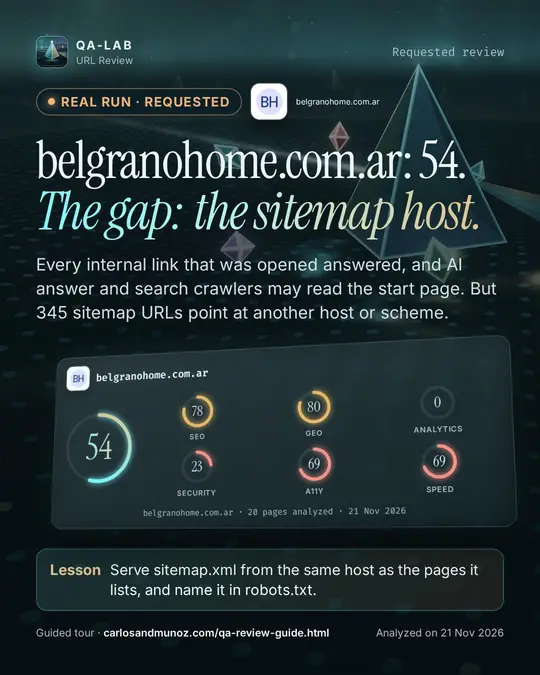 QA-LAB
URL Review
Requested review
REAL RUN · REQUESTED
BH
belgranohome.com.ar
belgranohome.com.ar: 54.
The gap: the sitemap host.
Every internal link that was opened answered, and AI
answer and search crawlers may read the start page. But
345 sitemap URLs point at another host or scheme.
BH
belgranohome.com.ar
54
78
SEO
80
GEO
0
ANALYTICS
23
SECURITY
69
A11Y
69
SPEED
belgranohome.com.ar · 20 pages analyzed · 21 Nov 2026
Lesson Serve sitemap.xml from the same host as the pages it
lists, and name it in robots.txt.
Guided tour · carlosandmunoz.com/qa-review-guide.html
Analyzed on 21 Nov 2026